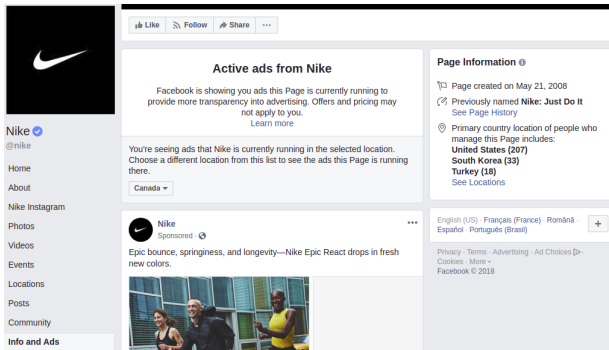 Like
Follow
Share
Nike
@nike
Home
About
Nike Instagram
Photos
Videos
Events
Locations
Posts
Community
Info and Ads
Active ads from Nike
Facebook is showing you ads this Page is currently running to
provide more transparency into advertising. Offers and pricing may
not apply to you.
Learn more
You're seeing ads that Nike is currently running in the selected location.
Choose a different location from this list to see the ads this Page is running
there.
Canada
Nike
Sponsored ·
Epic bounce, springiness, and longevity—Nike Epic React drops in fresh
new colors.
Page Information
Page created on May 21, 2008
Previously named Nike: Just Do It
See Page History
Primary country location of people who
manage this Page includes:
United States (207)
South Korea (33)
Turkey (18)
See Locations
English (US) · Français (France) · Română ·
Español · Português (Brasil)
Privacy · Terms · Advertising · Ad Choices ·
Cookies · More
Facebook © 2018